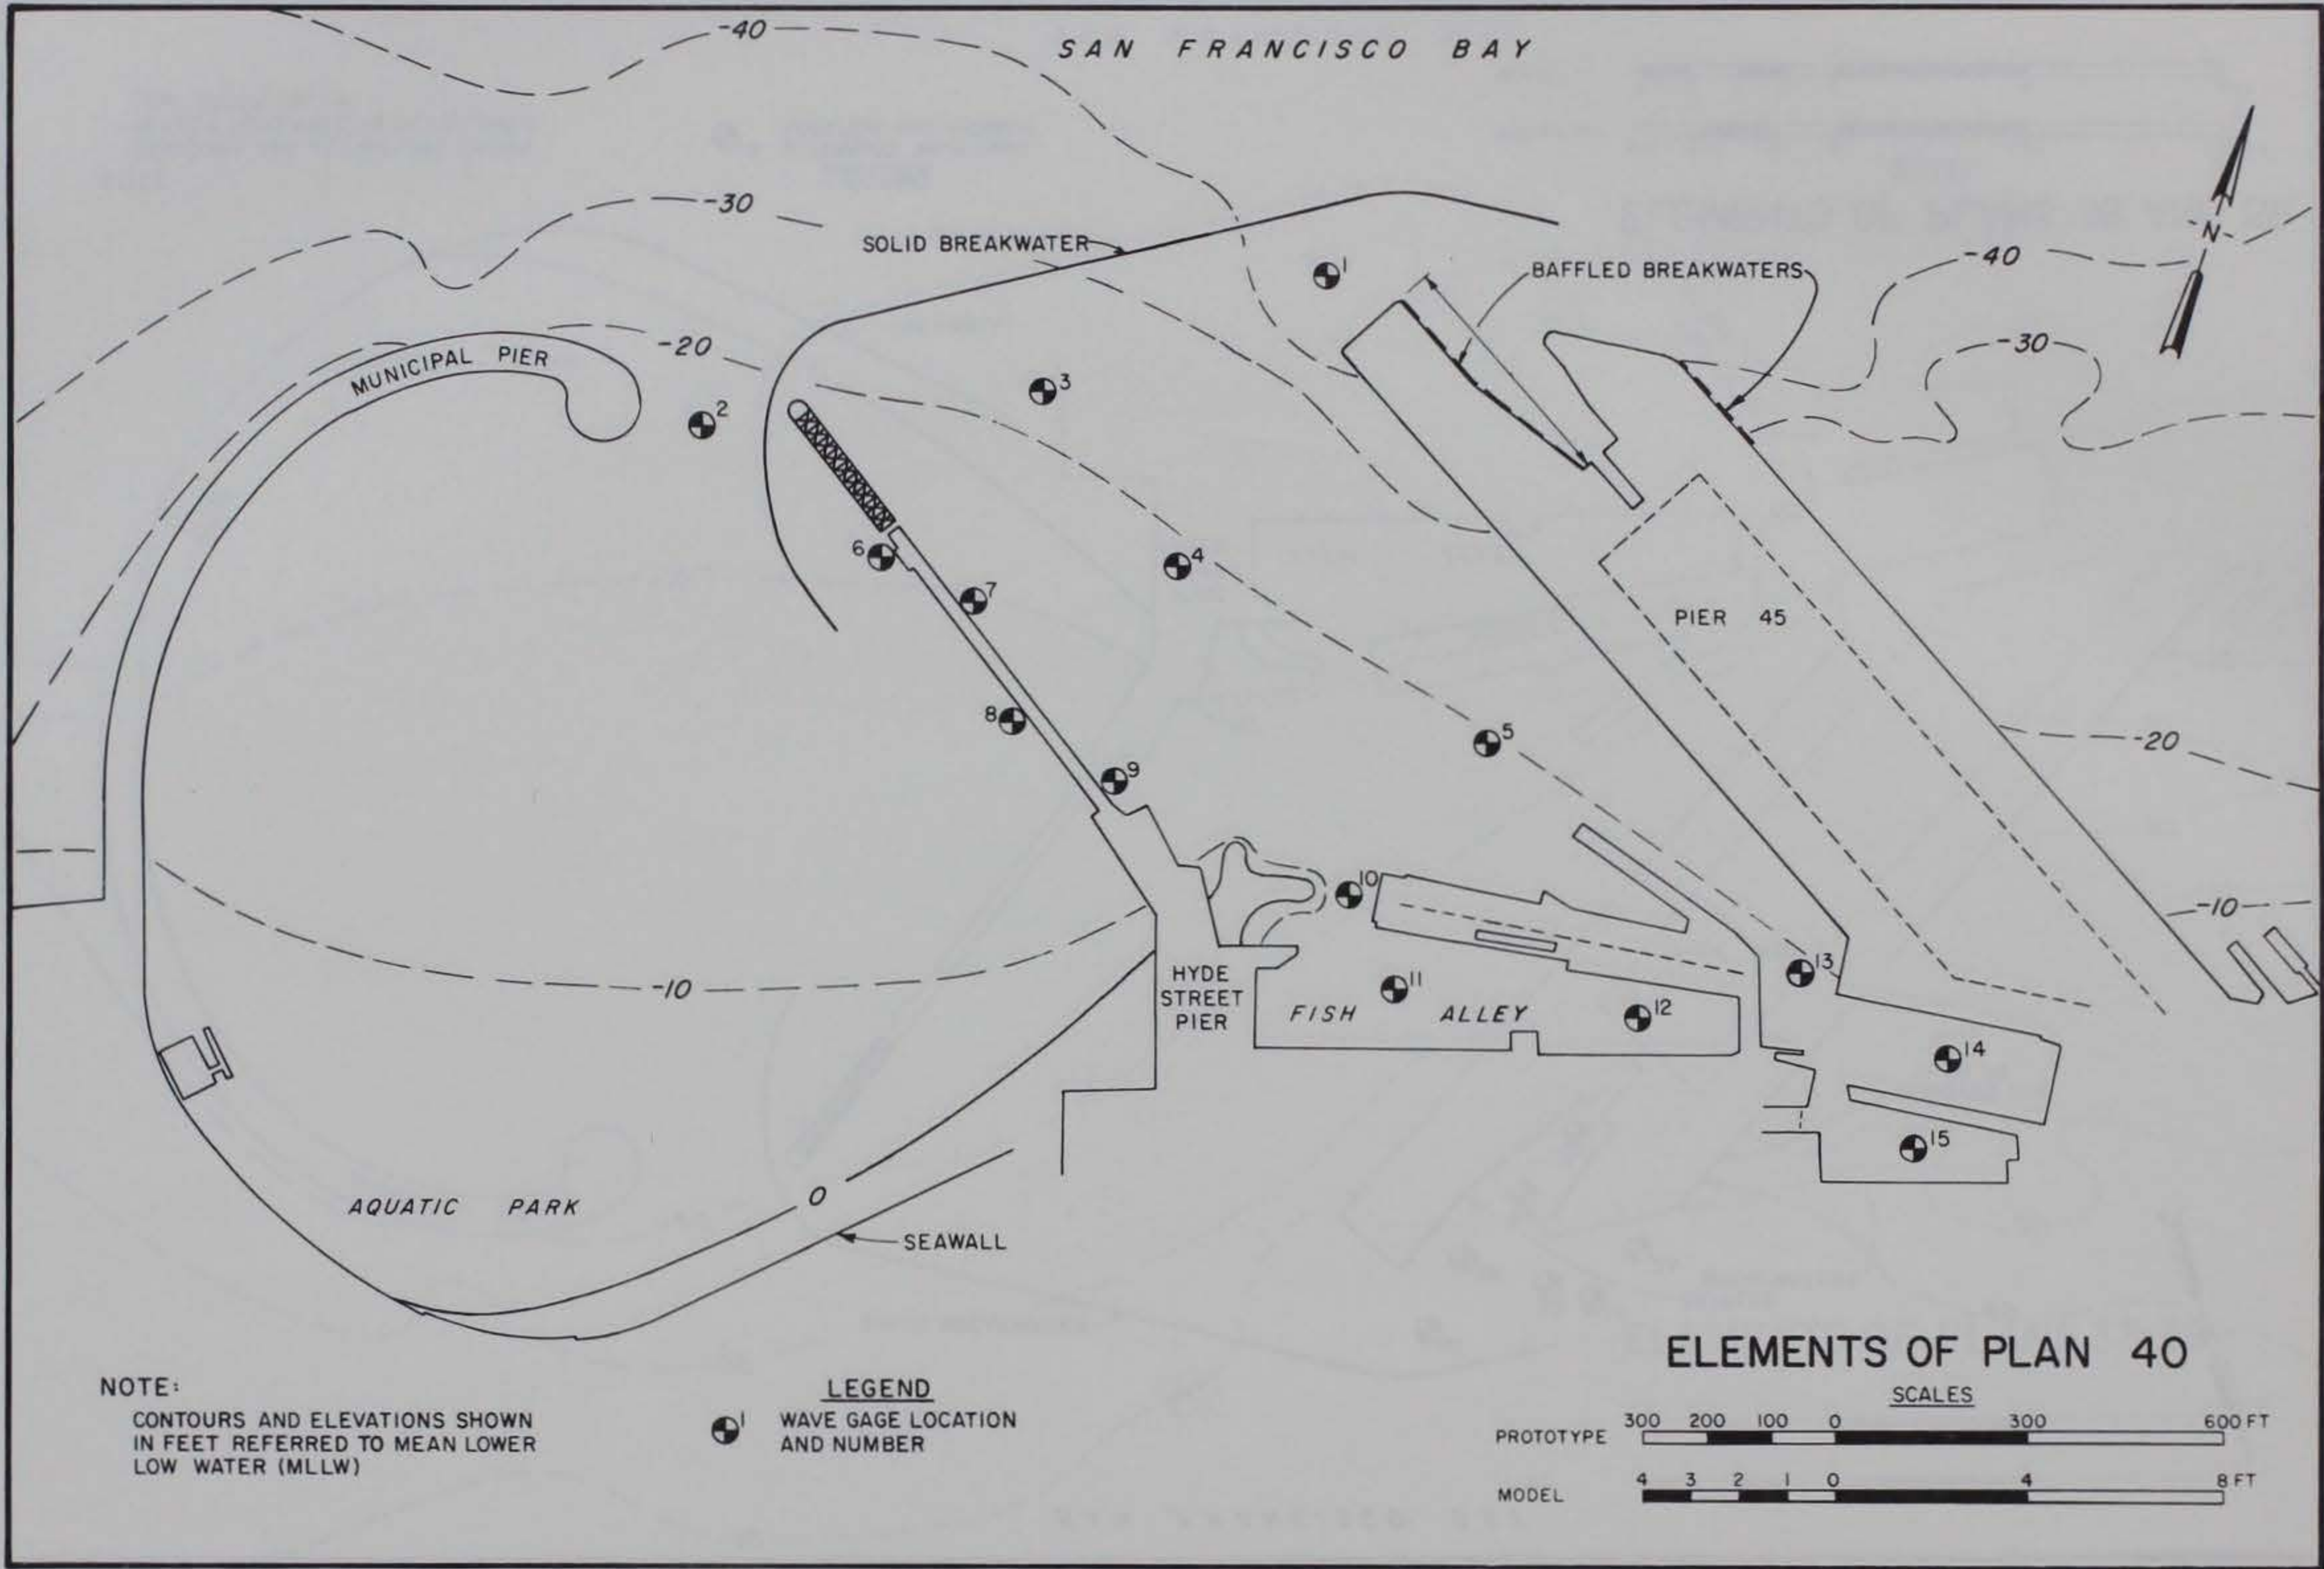 -40
SAN FRANCISCO BAY
-30
SOLID BREAKWATER
1
BAFFLED BREAKWATERS
N
-40
-30
MUNICIPAL PIER
-20
2
3
6
4
7
PIER 45
8
5
9
-20
10
-10
-10
HYDE
STREET
PIER
11
FISH ALLEY
12
13
14
15
AQUATIC PARK
0
SEAWALL
NOTE:
CONTOURS AND ELEVATIONS SHOWN
IN FEET REFERRED TO MEAN LOWER
LOW WATER (MLLW)
LEGEND
1 WAVE GAGE LOCATION
AND NUMBER
ELEMENTS OF PLAN 40
SCALES
300 200 100 0 300 600 FT
PROTOTYPE
4 3 2 1 0 4 8 FT
MODEL